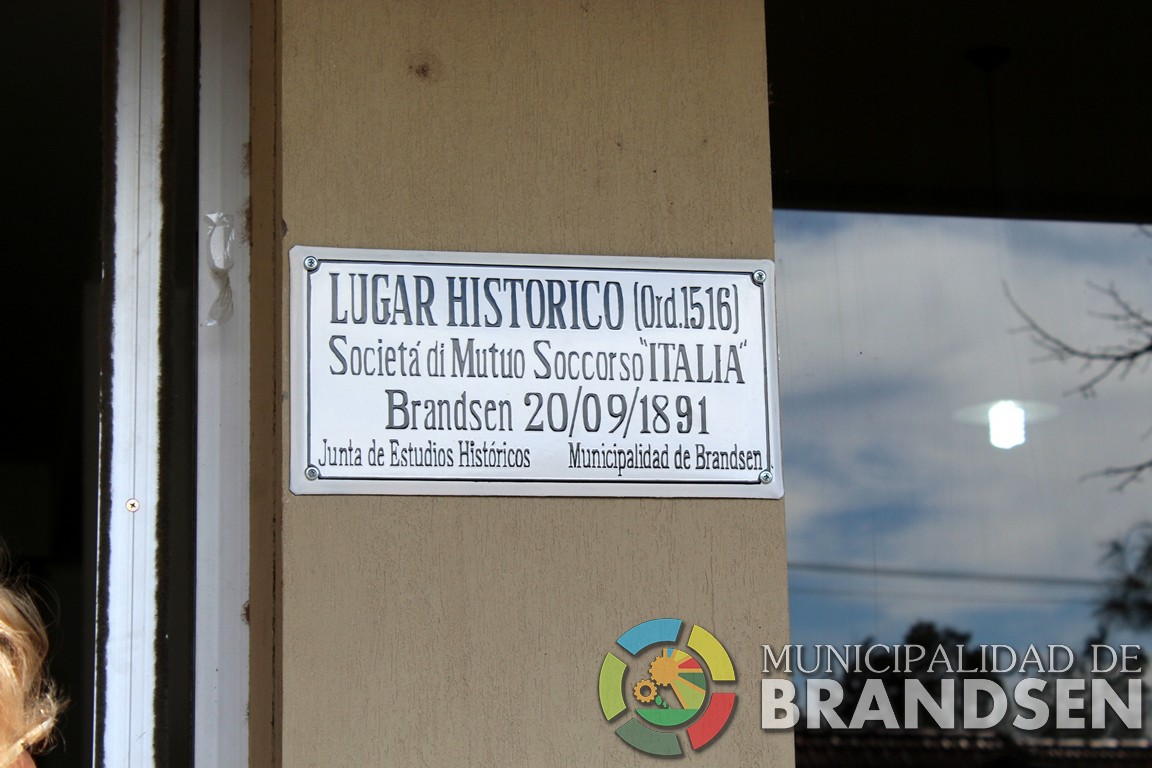 LUGAR HISTORICO (Ord.1516)
Societá di Mutuo Soccorso "ITALIA"
Brandsen 20/09/1891
Junta de Estudios Históricos Municipalidad de Brandsen
MUNICIPALIDAD DE
BRANDSEN